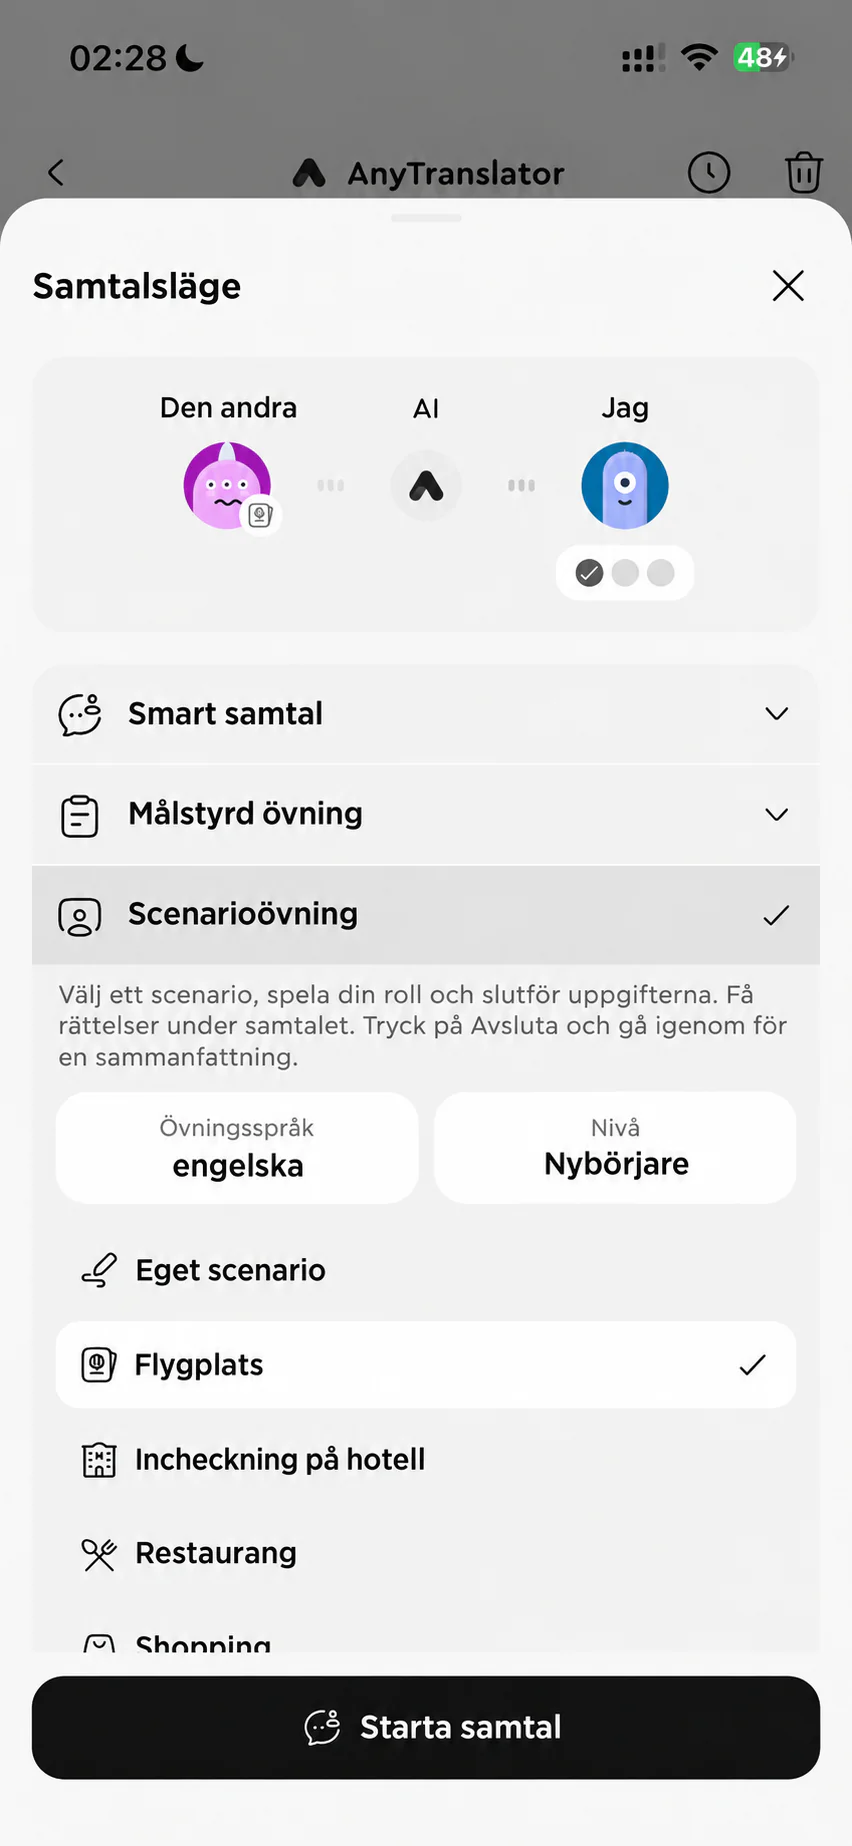 02:28
48
AnyTranslator
Samtalsläge
Den andra
AI
Jag
Smart samtal
Målstyrd övning
Scenarioövning
Välj ett scenario, spela din roll och slutför uppgifterna. Få
rättelser under samtalet. Tryck på Avsluta och gå igenom för
en sammanfattning.
Övningsspråk
engelska
Nivå
Nybörjare
Eget scenario
Flygplats
Incheckning på hotell
Restaurang
Shopping
Starta samtal